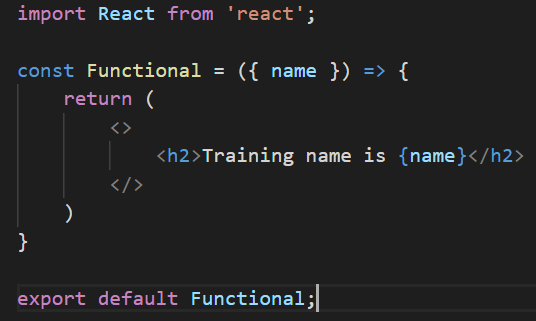 import React from 'react';
const Functional = ({ name }) => {
    return (
        <>
            <h2>Training name is {name}</h2>
        </>
    )
}
export default Functional;